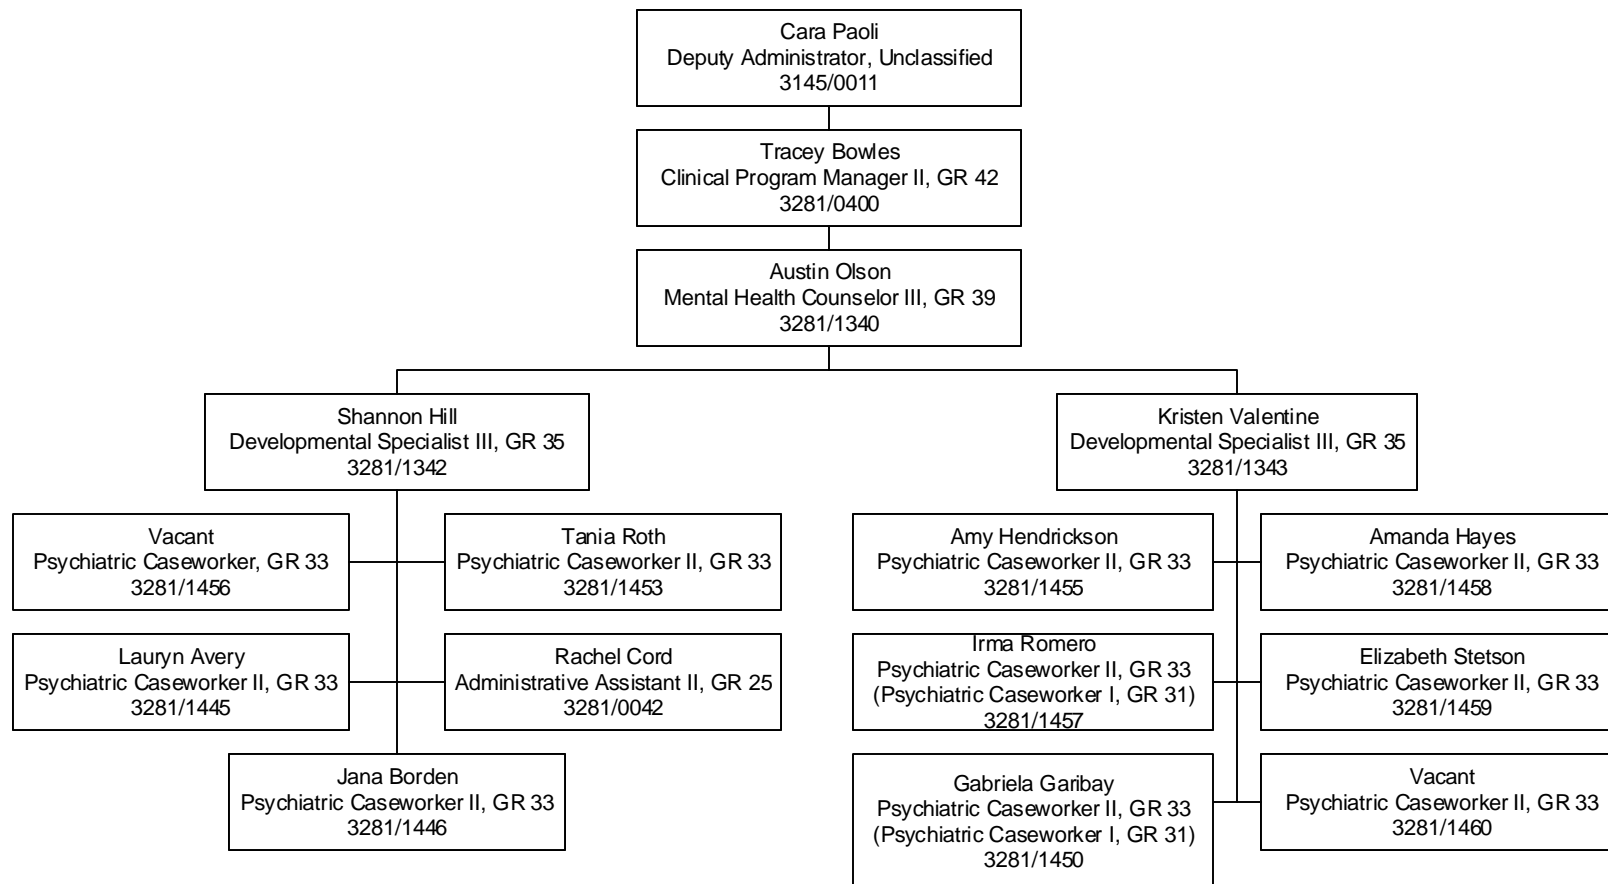 Cara Paoli
Deputy Administrator, Unclassified
3145/0011
Tracey Bowles
Clinical Program Manager II, GR 42
3281/0400
Austin Olson
Mental Health Counselor III, GR 39
3281/1340
Shannon Hill
Developmental Specialist III, GR 35
3281/1342
Kristen Valentine
Developmental Specialist III, GR 35
3281/1343
Vacant
Psychiatric Caseworker, GR 33
3281/1456
Tania Roth
Psychiatric Caseworker II, GR 33
3281/1453
Amy Hendrickson
Psychiatric Caseworker II, GR 33
3281/1455
Amanda Hayes
Psychiatric Caseworker II, GR 33
3281/1458
Lauryn Avery
Psychiatric Caseworker II, GR 33
3281/1445
Rachel Cord
Administrative Assistant II, GR 25
3281/0042
Irma Romero
Psychiatric Caseworker II, GR 33
(Psychiatric Caseworker I, GR 31)
3281/1457
Elizabeth Stetson
Psychiatric Caseworker II, GR 33
3281/1459
Jana Borden
Psychiatric Caseworker II, GR 33
3281/1446
Gabriela Garibay
Psychiatric Caseworker II, GR 33
(Psychiatric Caseworker I, GR 31)
3281/1450
Vacant
Psychiatric Caseworker II, GR 33
3281/1460